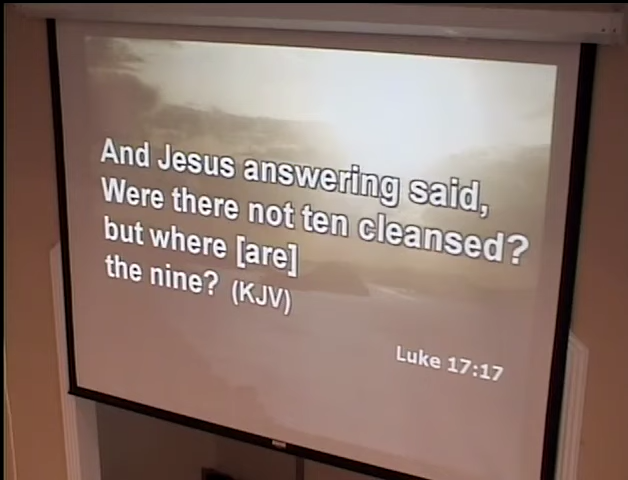 And Jesus answering said,
Were there not ten cleansed?
but where [are]
the nine? (KJV)
Luke 17:17